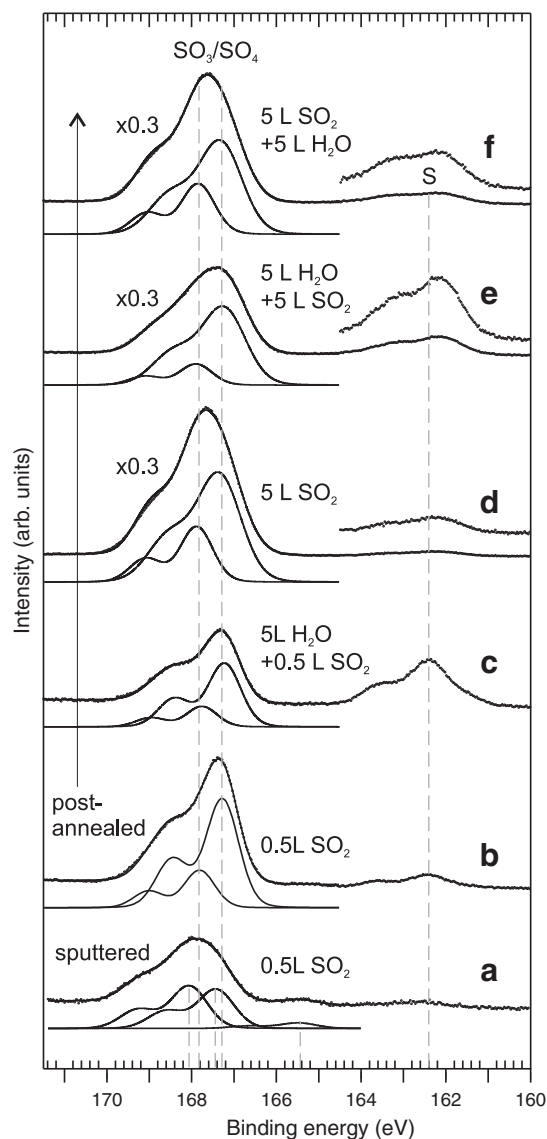 SO₃/SO₄
x0.3
5 L SO₂
+5 L H₂O
f
S
x0.3
5 L H₂O
+5 L SO₂
e
x0.3
5 L SO₂
d
5L H₂O
+0.5 L SO₂
c
post-
annealed
0.5L SO₂
b
sputtered
0.5L SO₂
a
Intensity (arb. units)
170 168 166 164 162 160
Binding energy (eV)